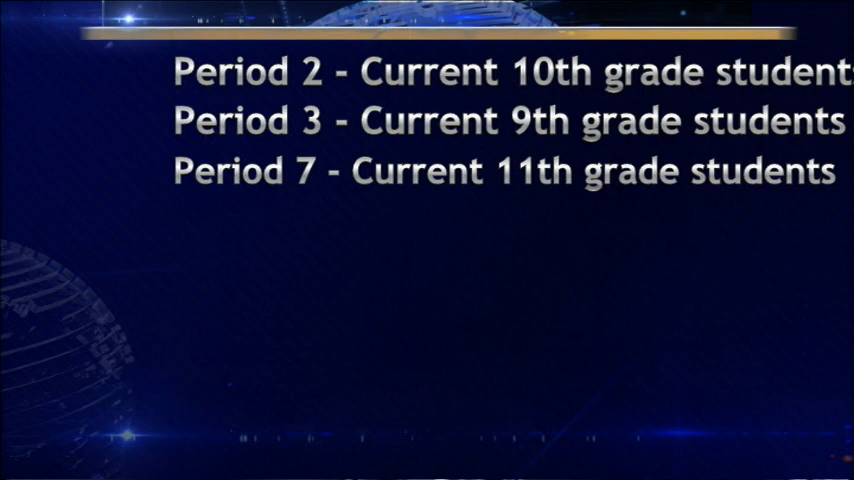 Period 2 - Current 10th grade student
Period 3 - Current 9th grade students
Period 7 - Current 11th grade students